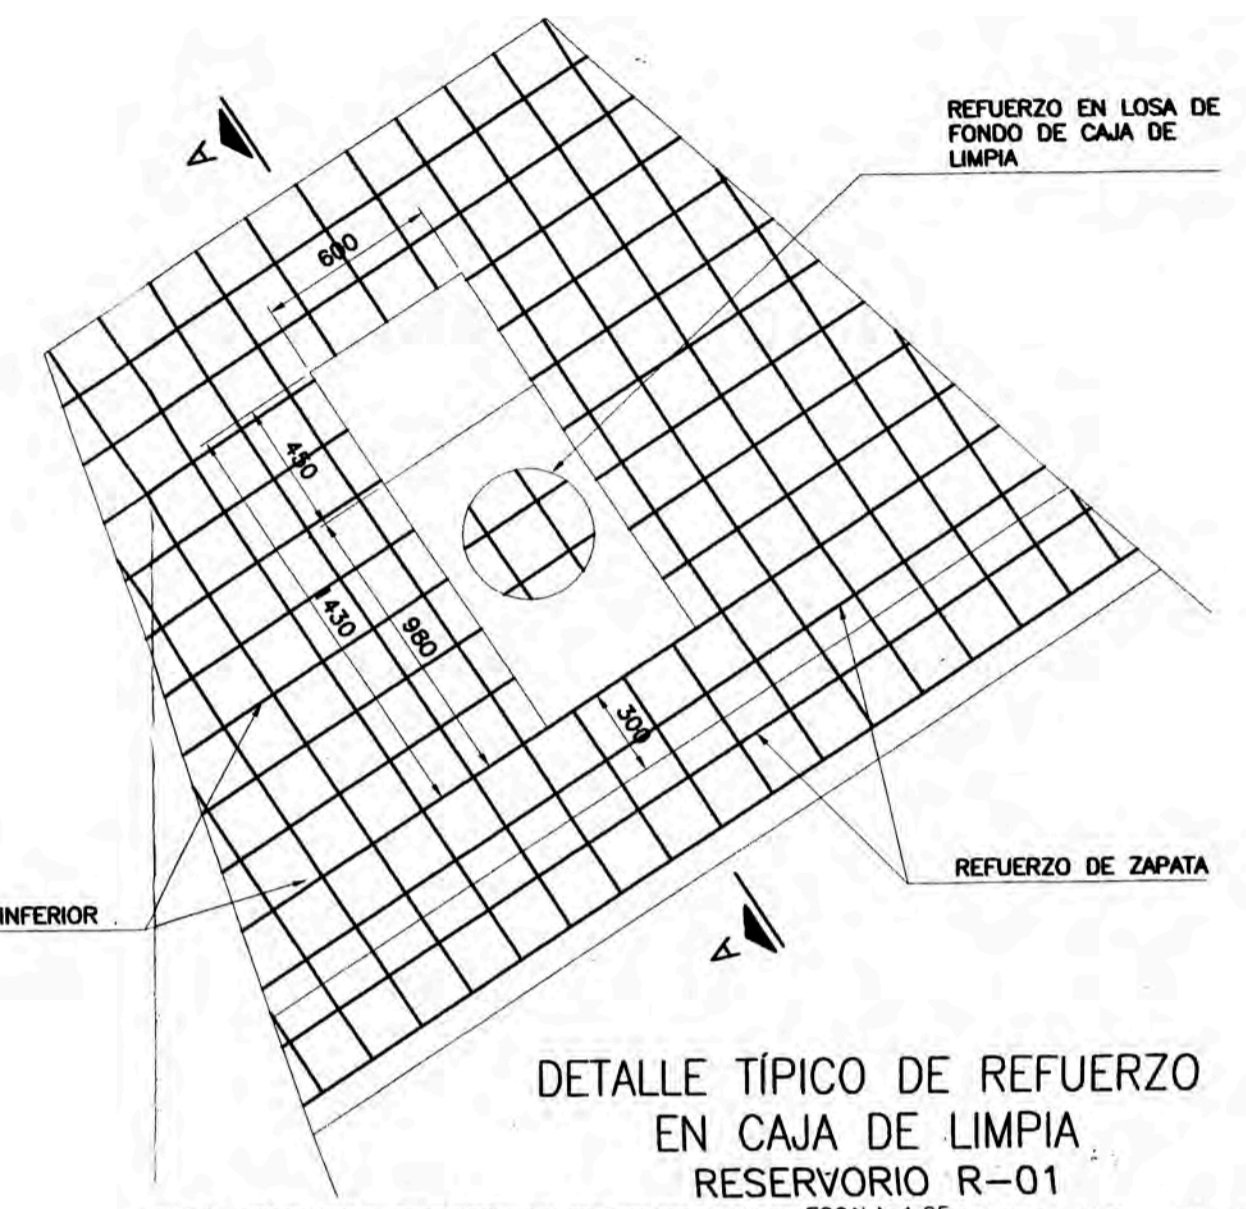 REFUERZO EN LOSA DE
FONDO DE CAJA DE
LIMPIA
A
600
450
1430
980
300
REFUERZO DE ZAPATA
INFERIOR
A
DETALLE TÍPICO DE REFUERZO
EN CAJA DE LIMPIA
RESERVORIO R-01